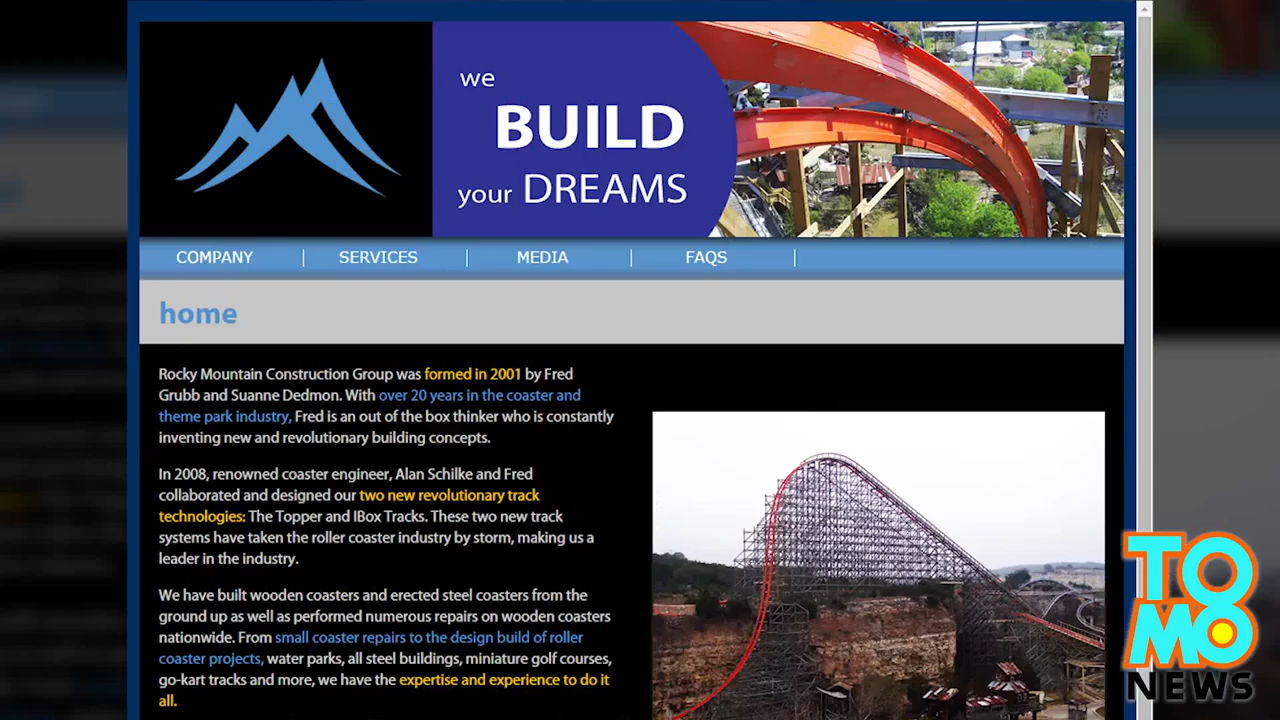 we
BUILD
your DREAMS
COMPANY
SERVICES
MEDIA
FAQS
home
Rocky Mountain Construction Group was formed in 2001 by Fred
Grubb and Suanne Dedmon. With over 20 years in the coaster and
theme park industry, Fred is an out of the box thinker who is constantly
inventing new and revolutionary building concepts.
In 2008, renowned coaster engineer, Alan Schilke and Fred
collaborated and designed our two new revolutionary track
technologies: The Topper and IBox Tracks. These two new track
systems have taken the roller coaster industry by storm, making us a
leader in the industry.
We have built wooden coasters and erected steel coasters from the
ground up as well as performed numerous repairs on wooden coasters
nationwide. From small coaster repairs to the design build of roller
coaster projects, water parks, all steel buildings, miniature golf courses,
go-kart tracks and more, we have the expertise and experience to do it
all.
TOMO
NEWS